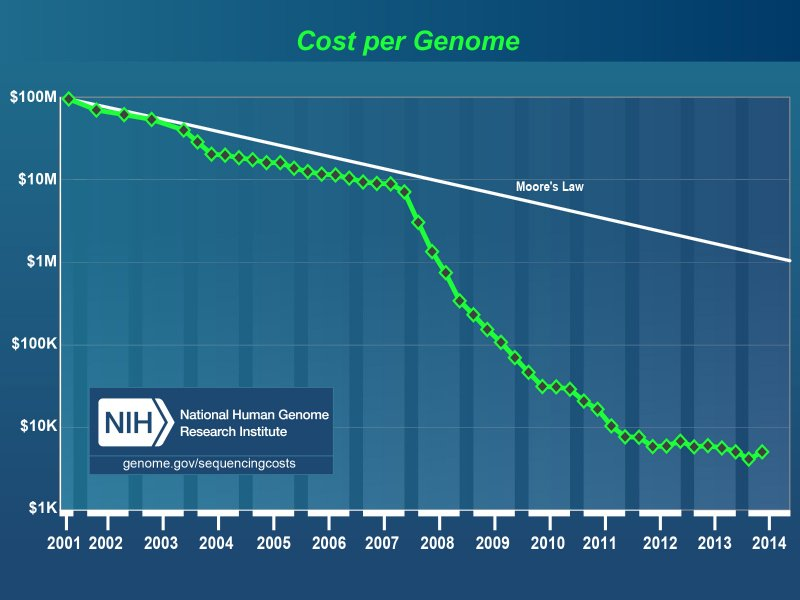 Cost per Genome
$100M
$10M
Moore's Law
$1M
$100K
$10K
$1K
NIH
National Human Genome
Research Institute
genome.gov/sequencingcosts
2001 2002 2003 2004 2005 2006 2007 2008 2009 2010 2011 2012 2013 2014